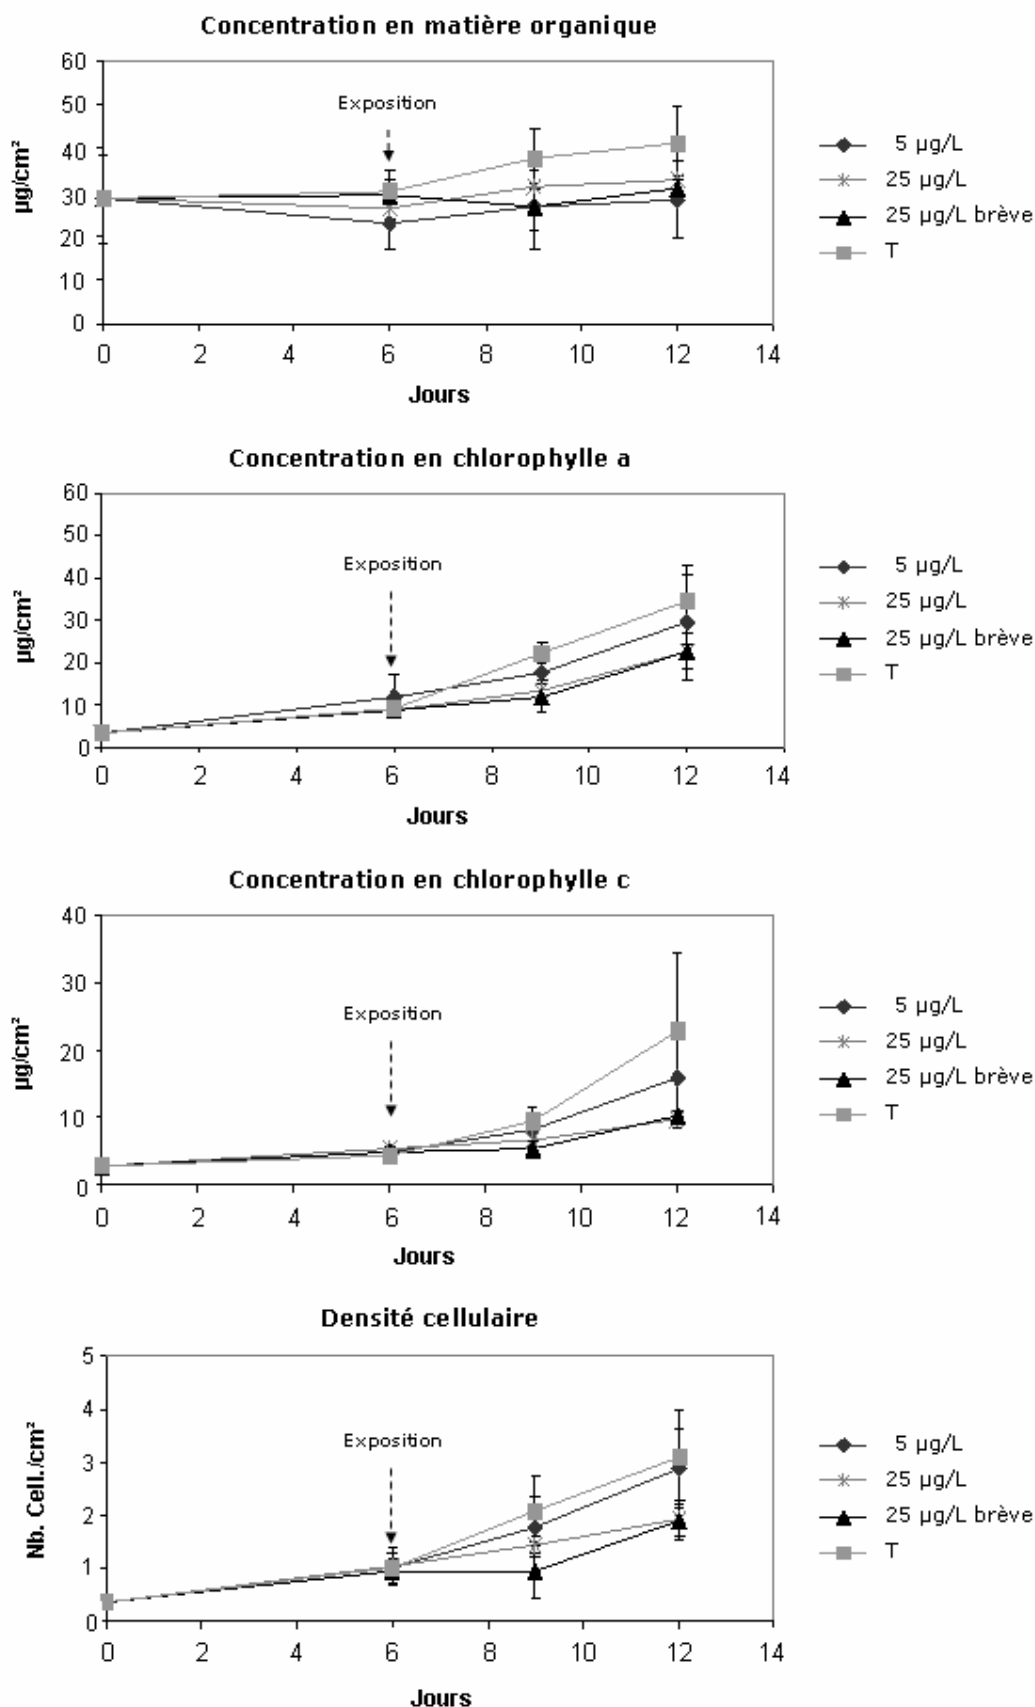 Concentration en matière organique
60
50
40
30
20
10
0
µg/cm²
Exposition
0 2 4 6 8 10 12 14
Jours
5 µg/L
25 µg/L
25 µg/L brève
T
Concentration en chlorophylle a
60
50
40
30
20
10
0
µg/cm²
Exposition
0 2 4 6 8 10 12 14
Jours
5 µg/L
25 µg/L
25 µg/L brève
T
Concentration en chlorophylle c
40
30
20
10
0
µg/cm²
Exposition
0 2 4 6 8 10 12 14
Jours
5 µg/L
25 µg/L
25 µg/L brève
T
Densité cellulaire
5
4
3
2
1
0
Nb. Cell./cm²
Exposition
0 2 4 6 8 10 12 14
Jours
5 µg/L
25 µg/L
25 µg/L brève
T